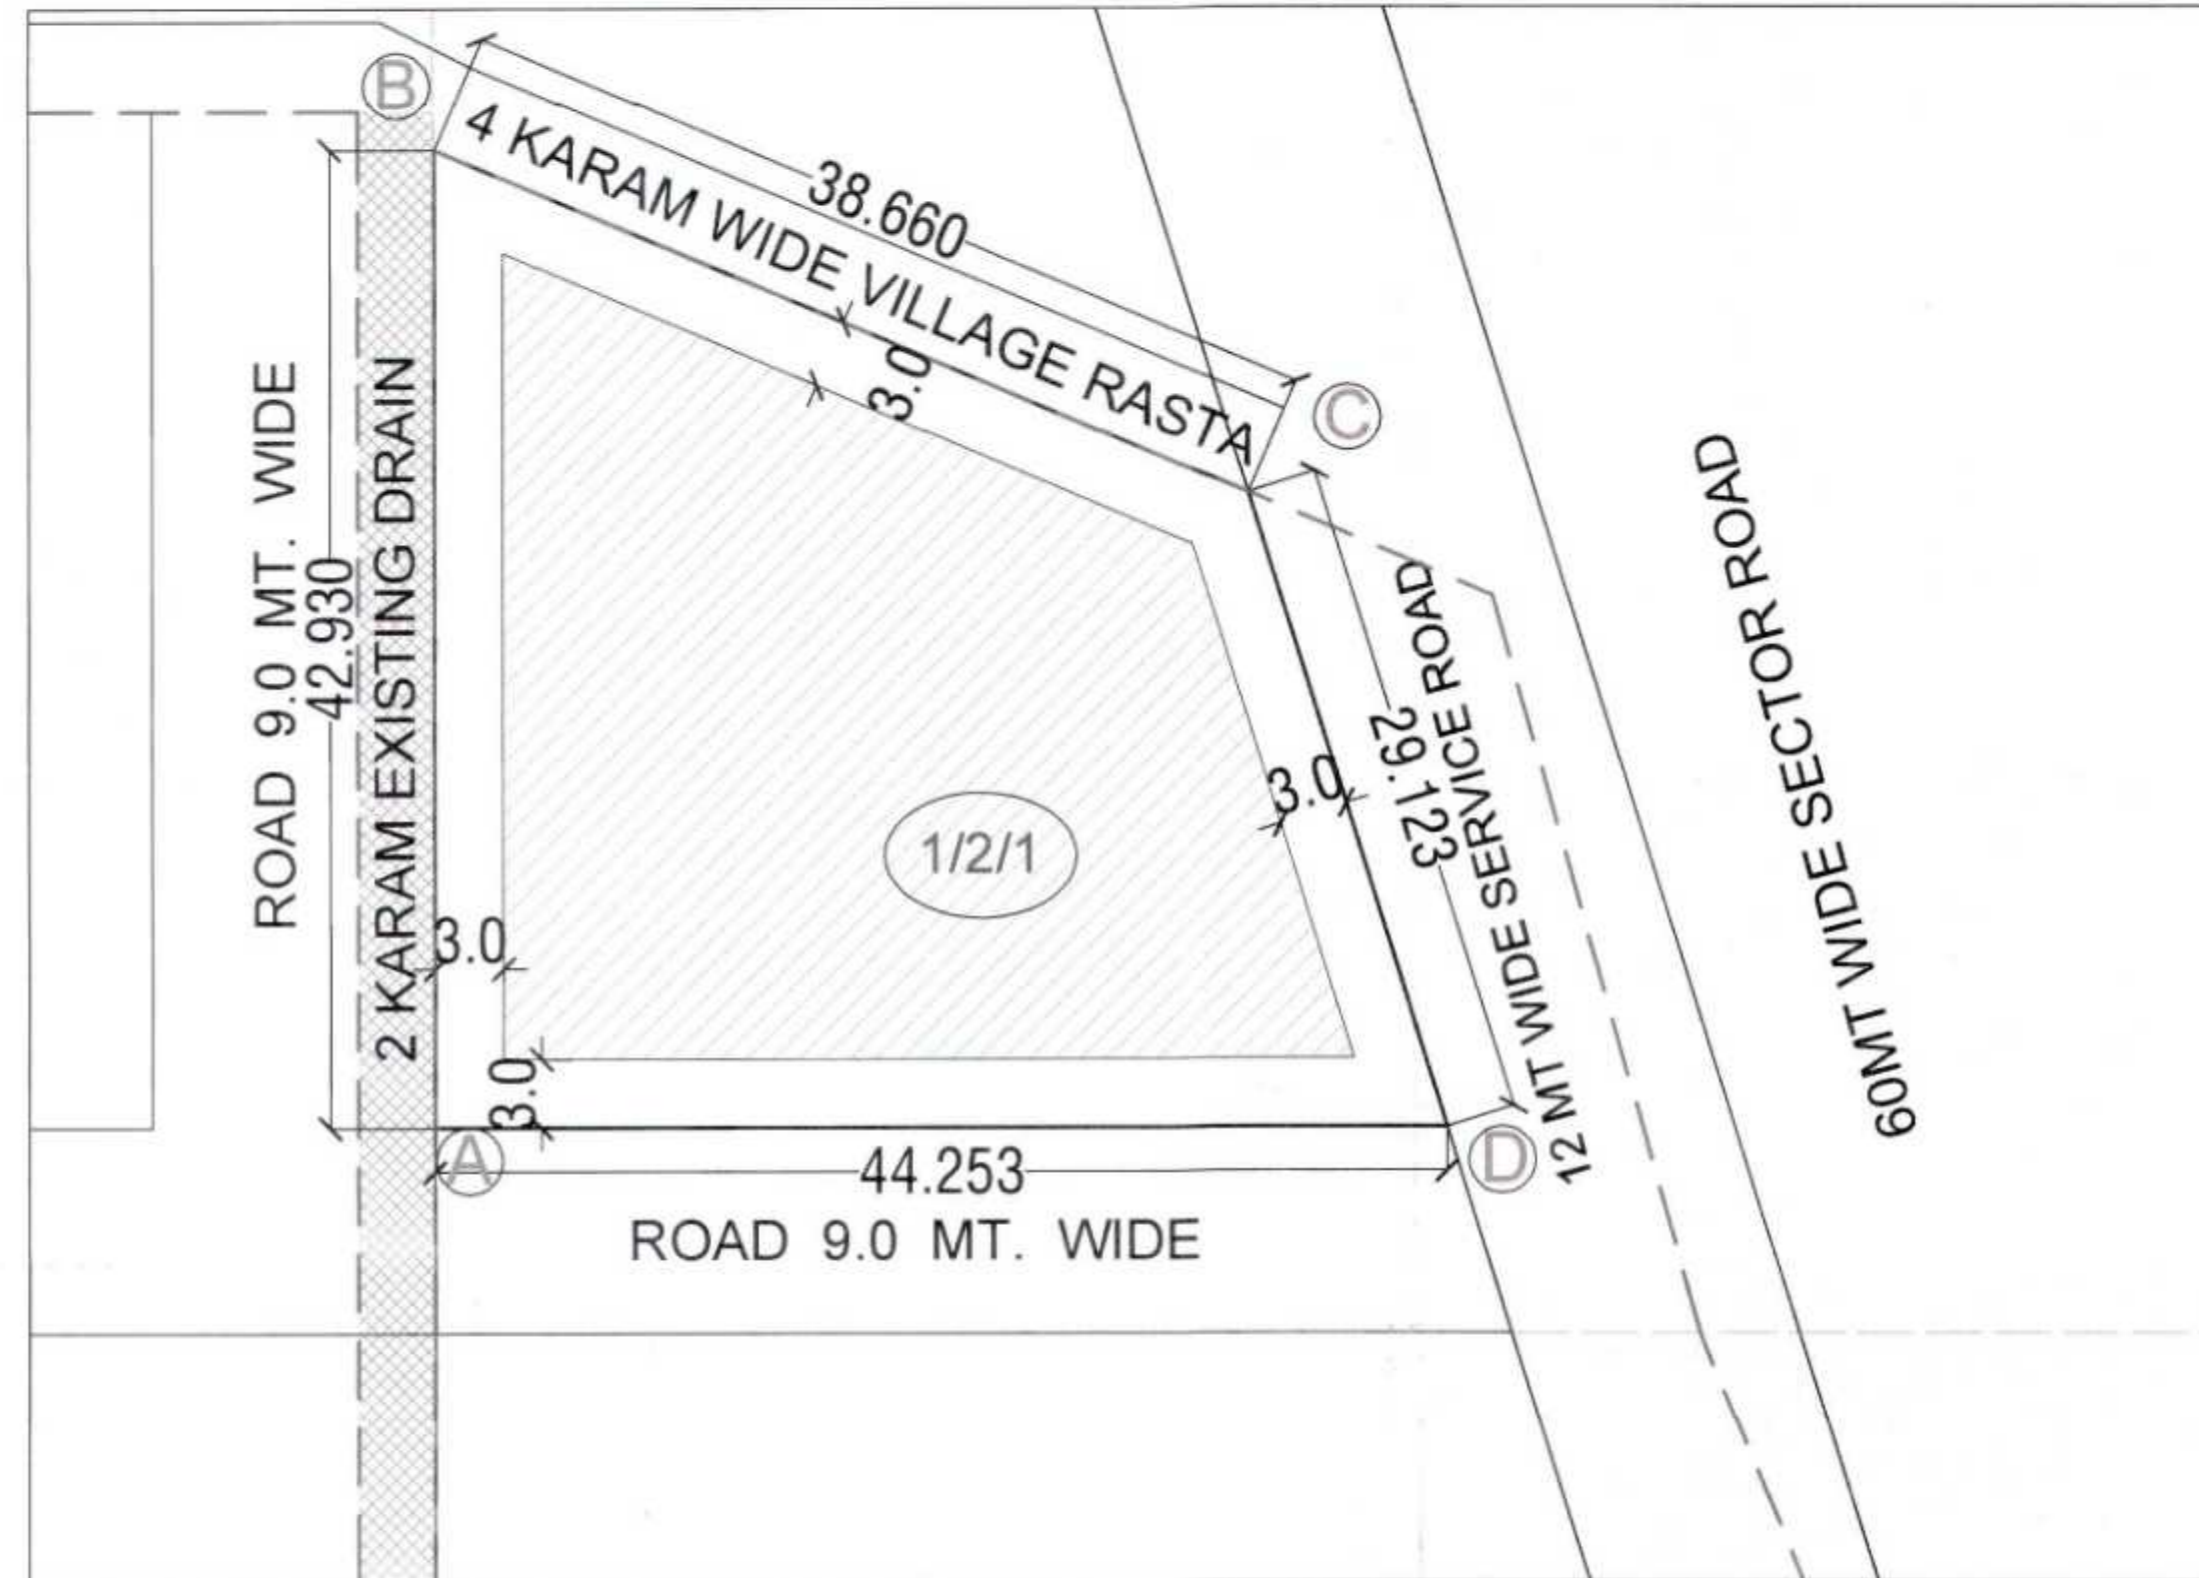 B
4 KARAM WIDE VILLAGE RASTA
38.660
3.0
C
ROAD 9.0 MT. WIDE
42.930
2 KARAM EXISTING DRAIN
1/2/1
3.0
29.123
12 MT WIDE SERVICE ROAD
60MT WIDE SECTOR ROAD
3.0
3.0
A
44.253
D
ROAD 9.0 MT. WIDE